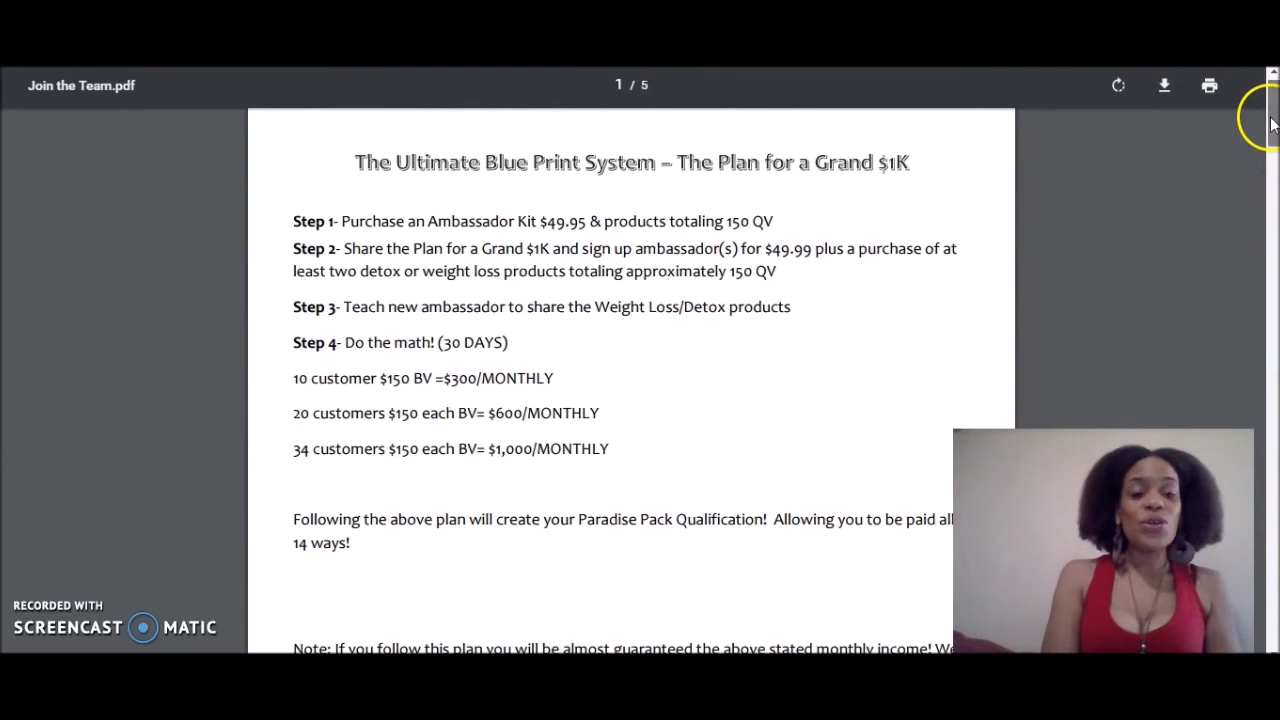 Join the Team.pdf
1 / 5
The Ultimate Blue Print System – The Plan for a Grand $1K
Step 1- Purchase an Ambassador Kit $49.95 & products totaling 150 QV
Step 2- Share the Plan for a Grand $1K and sign up ambassador(s) for $49.99 plus a purchase of at
least two detox or weight loss products totaling approximately 150 QV
Step 3- Teach new ambassador to share the Weight Loss/Detox products
Step 4- Do the math! (30 DAYS)
10 customer $150 BV =$300/MONTHLY
20 customers $150 each BV= $600/MONTHLY
34 customers $150 each BV= $1,000/MONTHLY
Following the above plan will create your Paradise Pack Qualification!  Allowing you to be paid all
14 ways!
Note: If you follow this plan you will be almost guaranteed the above stated monthly income! We
RECORDED WITH
SCREENCAST MATIC